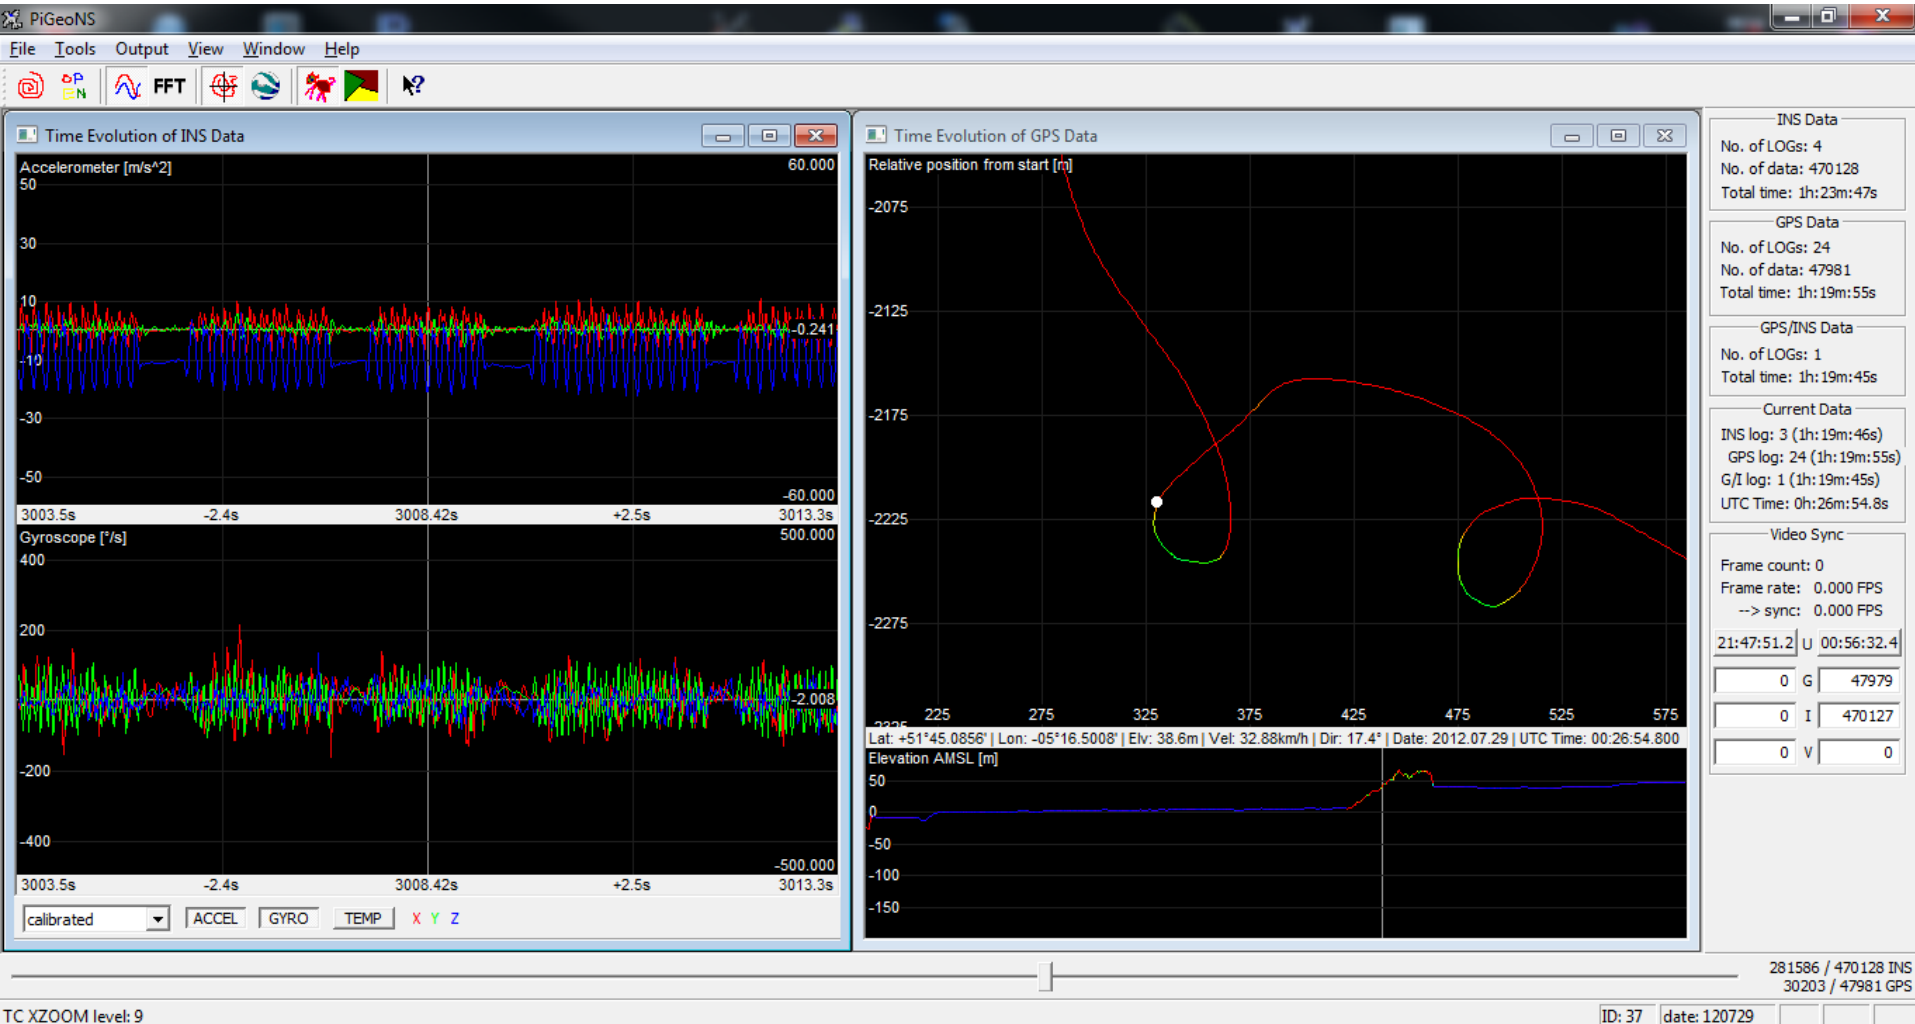 PiGeoNS
File Tools Output View Window Help
OPEN FFT ?
Time Evolution of INS Data
Accelerometer [m/s^2] 60.000
50
30
10
-0.241
-10
-30
-50
-60.000
3003.5s -2.4s 3008.42s +2.5s 3013.3s
Gyroscope [°/s] 500.000
400
200
-2.008
-200
-400
-500.000
3003.5s -2.4s 3008.42s +2.5s 3013.3s
calibrated ACCEL GYRO TEMP X Y Z
Time Evolution of GPS Data
Relative position from start [m]
-2075
-2125
-2175
-2225
-2275
-2325
225 275 325 375 425 475 525 575
Lat: +51°45.0856' | Lon: -05°16.5008' | Elv: 38.6m | Vel: 32.88km/h | Dir: 17.4° | Date: 2012.07.29 | UTC Time: 00:26:54.800
Elevation AMSL [m]
50
0
-50
-100
-150
INS Data
No. of LOGs: 4
No. of data: 470128
Total time: 1h:23m:47s
GPS Data
No. of LOGs: 24
No. of data: 47981
Total time: 1h:19m:55s
GPS/INS Data
No. of LOGs: 1
Total time: 1h:19m:45s
Current Data
INS log: 3 (1h:19m:46s)
GPS log: 24 (1h:19m:55s)
G/I log: 1 (1h:19m:45s)
UTC Time: 0h:26m:54.8s
Video Sync
Frame count: 0
Frame rate: 0.000 FPS
--> sync: 0.000 FPS
21:47:51.2 U 00:56:32.4
0 G 47979
0 I 470127
0 V 0
281586 / 470128 INS
30203 / 47981 GPS
TC XZOOM level: 9 ID: 37 date: 120729